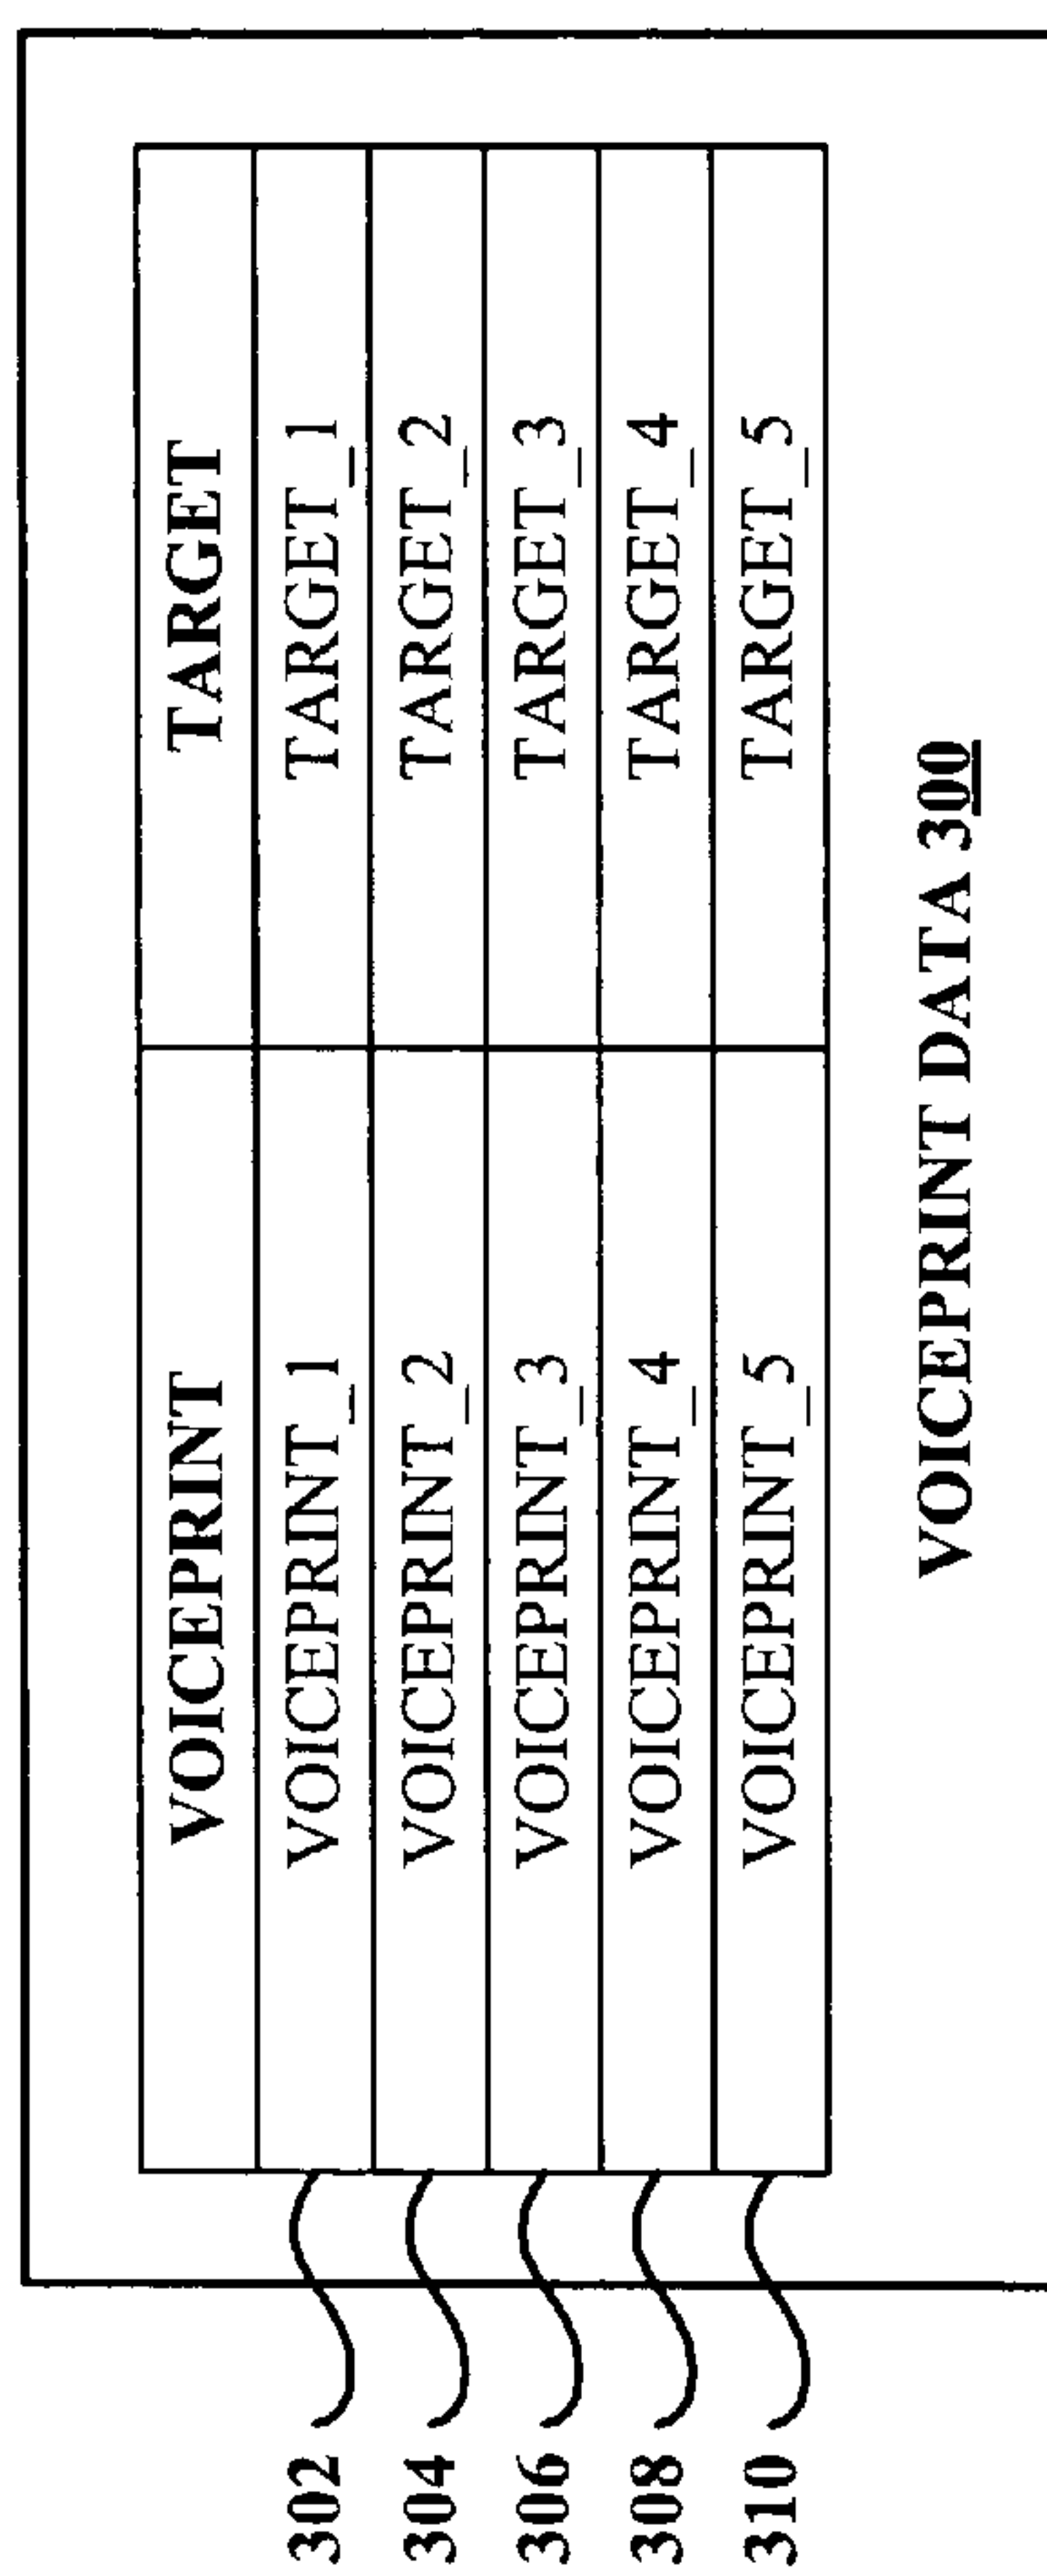 VOICEPRINT TARGET
302 VOICEPRINT_1 TARGET_1
304 VOICEPRINT_2 TARGET_2
306 VOICEPRINT_3 TARGET_3
308 VOICEPRINT_4 TARGET_4
310 VOICEPRINT_5 TARGET_5
VOICEPRINT DATA 300